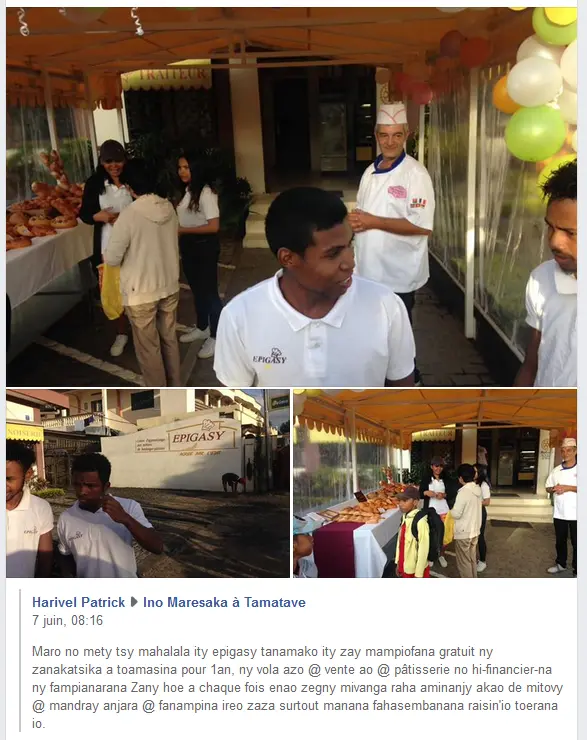 TRAITEUR
EPIGASY
EPIGASY
Harivel Patrick Ino Maresaka à Tamatave
7 juin, 08:16
Maro no mety tsy mahalala ity epigasy tanamako ity zay mampiofana gratuit ny
zanakatsika a toamasina pour 1an, ny vola azo @ vente ao @ pâtisserie no hi-financier-na
ny fampianarana Zany hoe a chaque fois enao zegny mivanga raha aminanjy akao de mitovy
@ mandray anjara @ fanampina ireo zaza surtout manana fahasembanana raisin'io toerana
io.